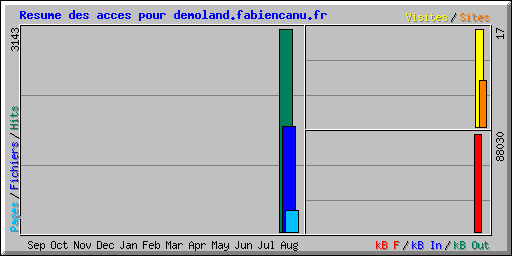 Resume des acces pour demoland.fabiencanu.fr
Visites/Sites
3143
17
Pages/Fichiers/Hits
88030
Sep Oct Nov Dec Jan Feb Mar Apr May Jun Jul Aug
kB F/kB In/kB Out